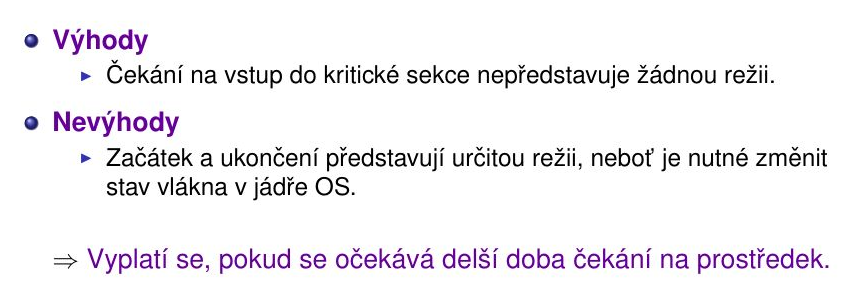 Výhody
Čekání na vstup do kritické sekce nepředstavuje žádnou režii.
Nevýhody
Začátek a ukončení představují určitou režii, neboť je nutné změnit
stav vlákna v jádře OS.
⇒ Vyplatí se, pokud se očekává delší doba čekání na prostředek.